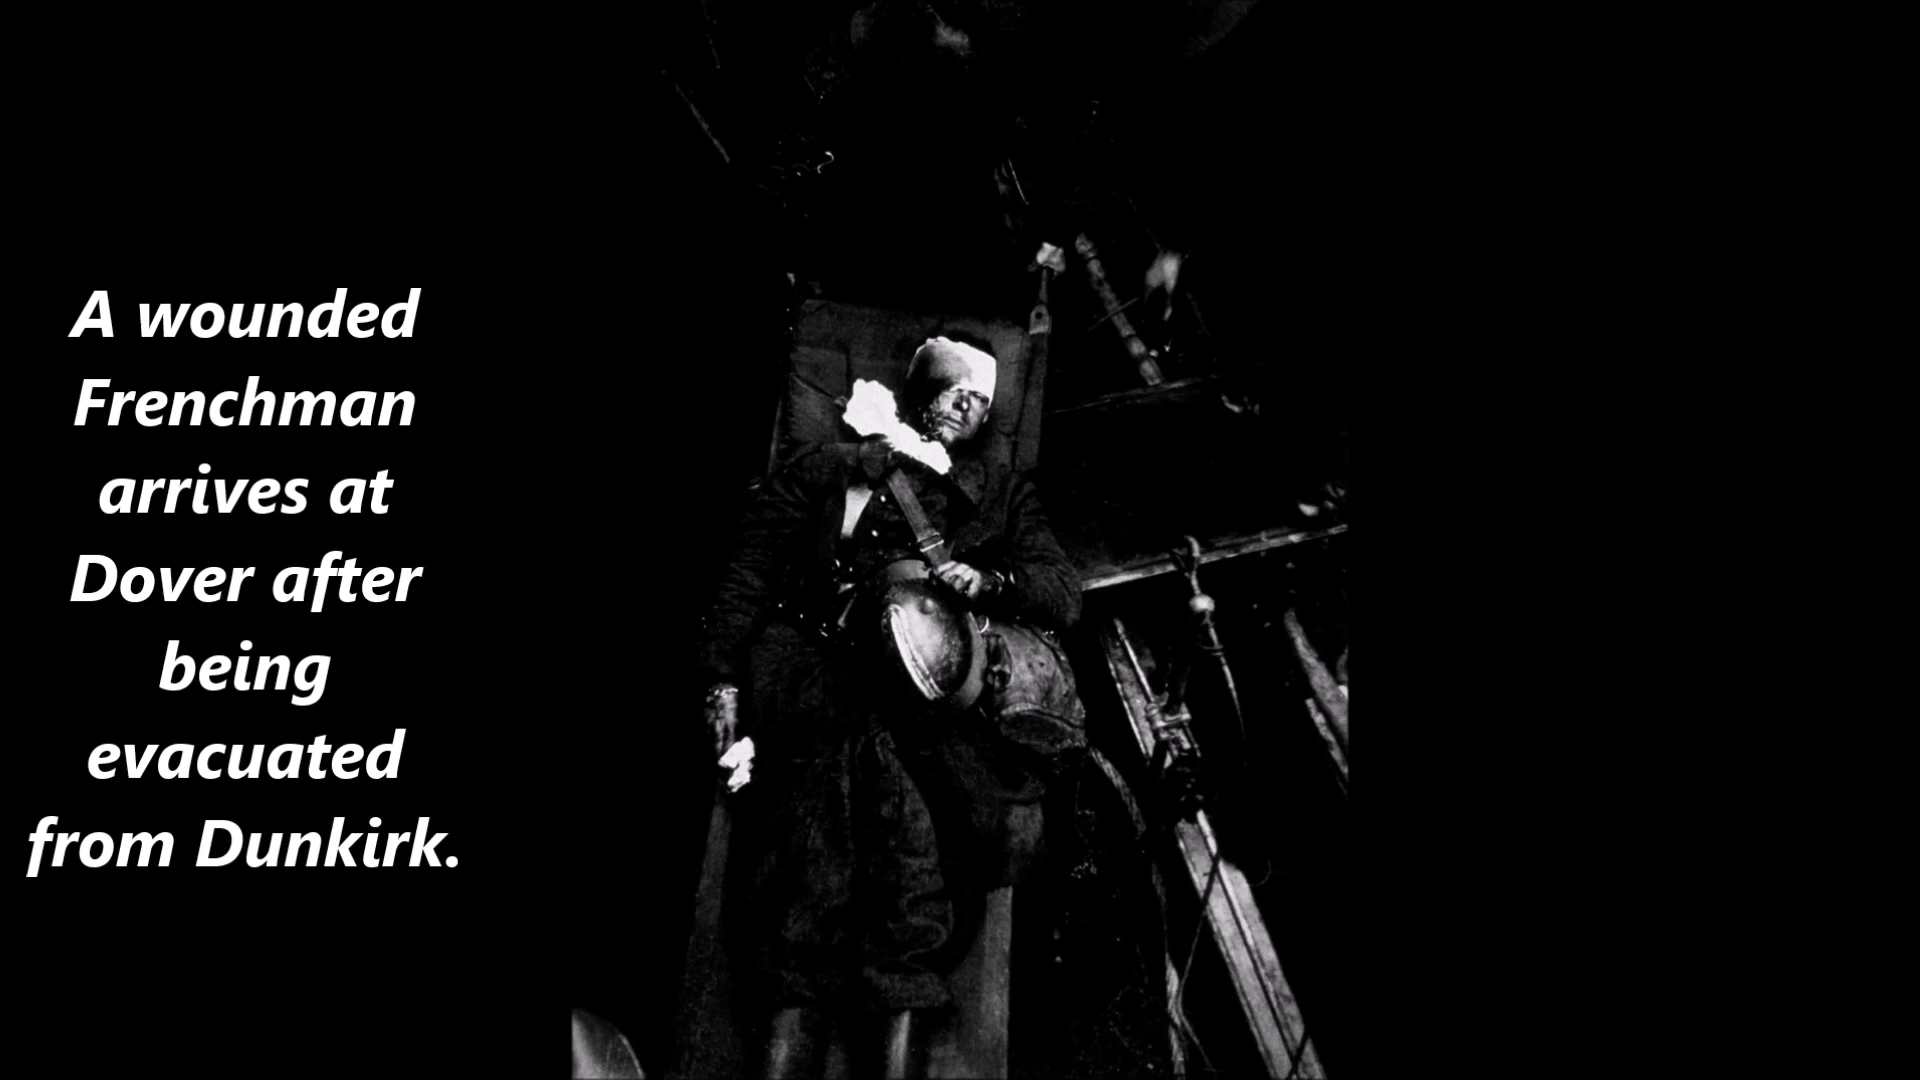 A wounded
Frenchman
arrives at
Dover after
being
evacuated
from Dunkirk.